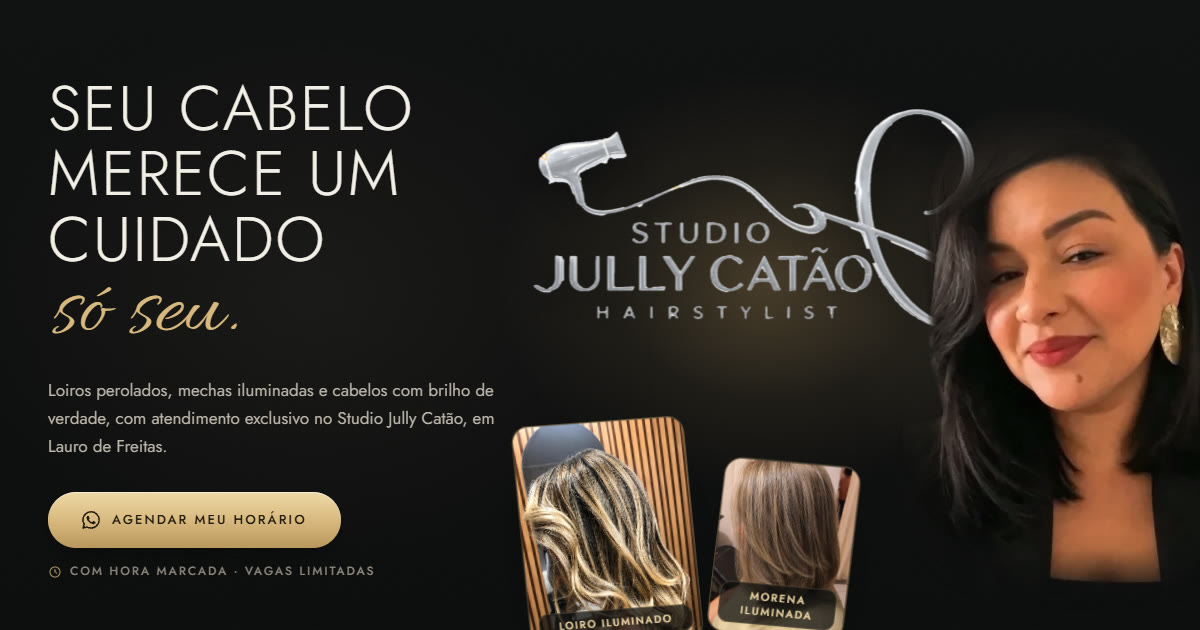 SEU CABELO
MERECE UM
CUIDADO
só seu.
Loiros perolados, mechas iluminadas e cabelos com brilho de
verdade, com atendimento exclusivo no Studio Jully Catão, em
Lauro de Freitas.
AGENDAR MEU HORÁRIO
COM HORA MARCADA · VAGAS LIMITADAS
STUDIO
JULLY CATÃO
HAIRSTYLIST
LOIRO ILUMINADO
MORENA
ILUMINADA